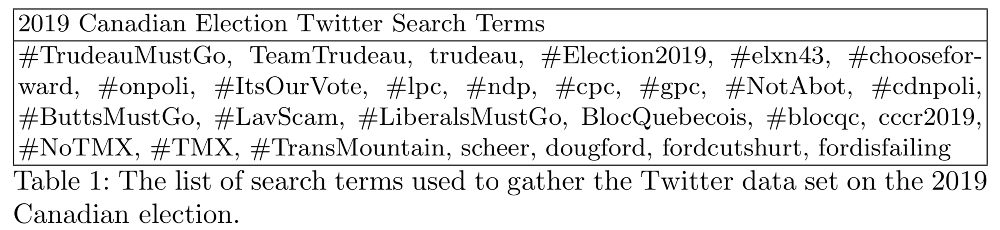 2019 Canadian Election Twitter Search Terms
#TrudeauMustGo, TeamTrudeau, trudeau, #Election2019, #elxn43, #choosefor-
ward, #onpoli, #ItsOurVote, #lpc, #ndp, #cpc, #gpc, #NotAbot, #cdnpoli,
#ButtsMustGo, #LavScam, #LiberalsMustGo, BlocQuebecois, #blocqc, cccr2019,
#NoTMX, #TMX, #TransMountain, scheer, dougford, fordcutshurt, fordisfailing
Table 1: The list of search terms used to gather the Twitter data set on the 2019
Canadian election.